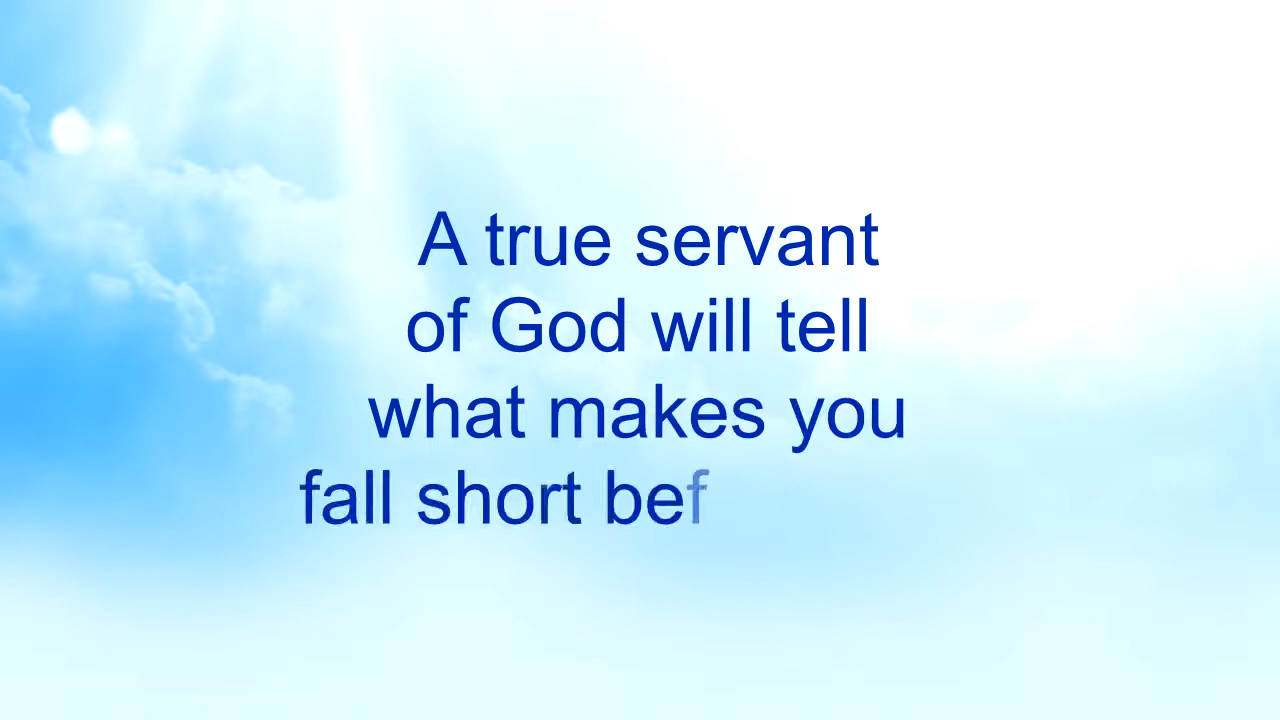 A true servant
of God will tell
what makes you
fall short bef